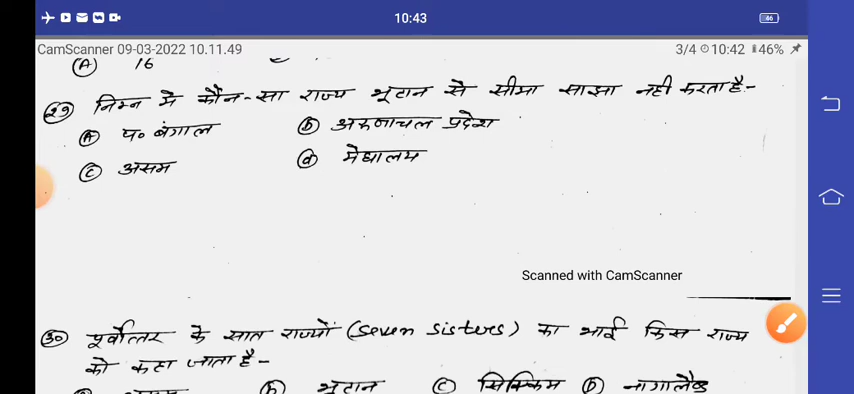 10:43
46
CamScanner 09-03-2022 10.11.49
3/4 10:42 46%
(A) 16
(29) निम्न मे कौन-सा राज्य भूटान से सीमा साझा नही करता है-
(A) प० बंगाल (b) अरुनाचल प्रदेश
(c) असम (d) मेघालय
Scanned with CamScanner
(30) पूर्वोत्तर के सात राज्यों (seven sisters) का भाई किस राज्य
को कहा जाता है-
(b) भूटान (c) सिक्किम (D) नागालैण्ड